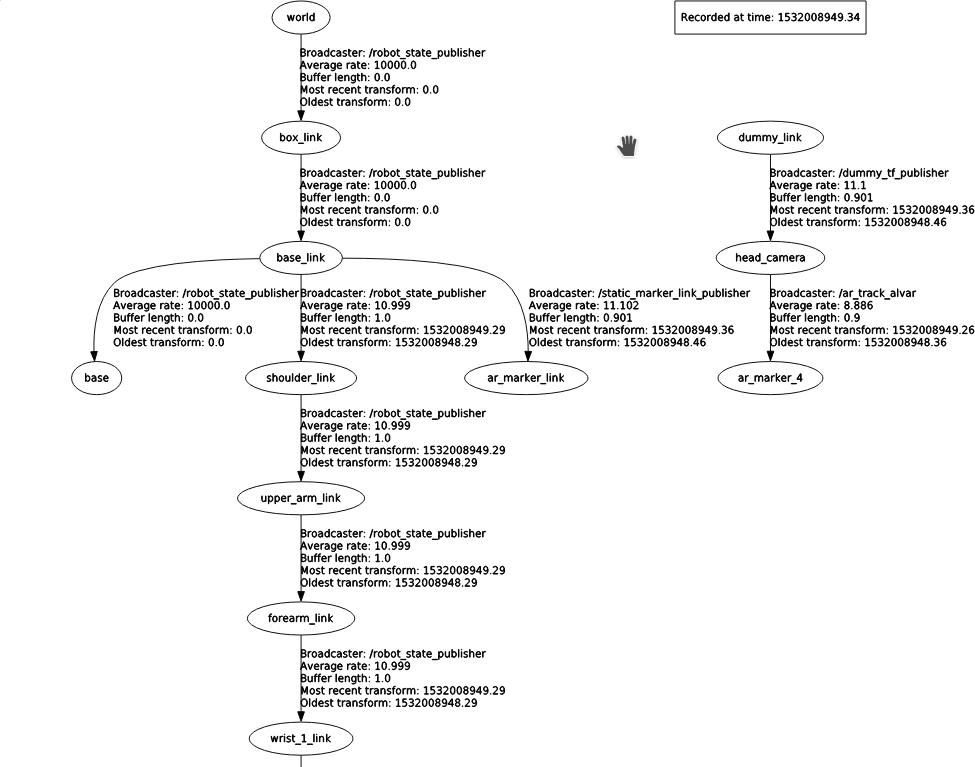 world
Recorded at time: 1532008949.34
Broadcaster: /robot_state_publisher
Average rate: 10000.0
Buffer length: 0.0
Most recent transform: 0.0
Oldest transform: 0.0
box_link
dummy_link
Broadcaster: /robot_state_publisher
Average rate: 10000.0
Buffer length: 0.0
Most recent transform: 0.0
Oldest transform: 0.0
Broadcaster: /dummy_tf_publisher
Average rate: 11.1
Buffer length: 0.901
Most recent transform: 1532008949.36
Oldest transform: 1532008948.46
base_link
head_camera
Broadcaster: /robot_state_publisher
Average rate: 10000.0
Buffer length: 0.0
Most recent transform: 0.0
Oldest transform: 0.0
Broadcaster: /robot_state_publisher
Average rate: 10.999
Buffer length: 1.0
Most recent transform: 1532008949.29
Oldest transform: 1532008948.29
Broadcaster: /static_marker_link_publisher
Average rate: 11.102
Buffer length: 0.901
Most recent transform: 1532008949.36
Oldest transform: 1532008948.46
Broadcaster: /ar_track_alvar
Average rate: 8.886
Buffer length: 0.9
Most recent transform: 1532008949.26
Oldest transform: 1532008948.36
base
shoulder_link
ar_marker_link
ar_marker_4
Broadcaster: /robot_state_publisher
Average rate: 10.999
Buffer length: 1.0
Most recent transform: 1532008949.29
Oldest transform: 1532008948.29
upper_arm_link
Broadcaster: /robot_state_publisher
Average rate: 10.999
Buffer length: 1.0
Most recent transform: 1532008949.29
Oldest transform: 1532008948.29
forearm_link
Broadcaster: /robot_state_publisher
Average rate: 10.999
Buffer length: 1.0
Most recent transform: 1532008949.29
Oldest transform: 1532008948.29
wrist_1_link